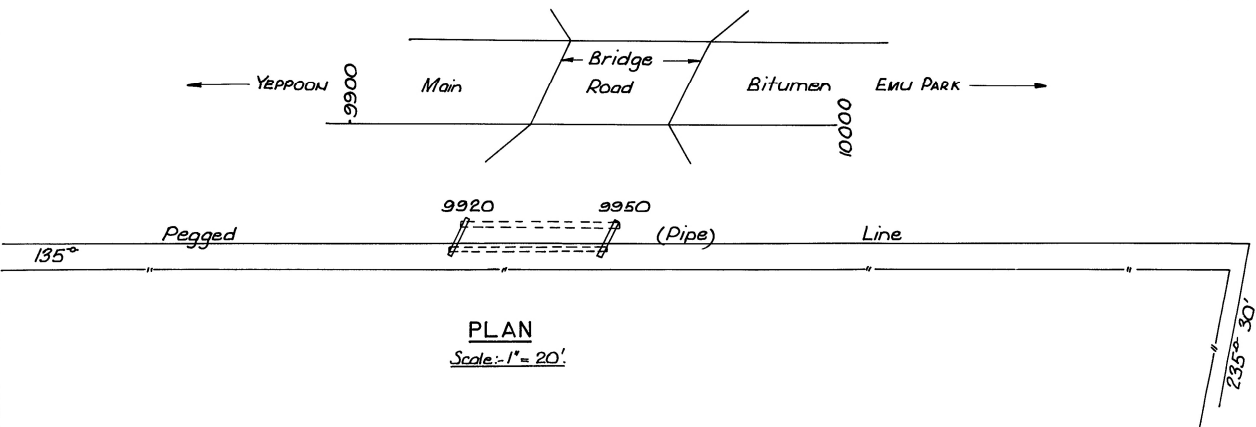 Bridge
YEPPOON 9900 Main Road Bitumen EMU PARK
10000
9920 9950
Pegged (Pipe) Line
135°
235° 30'
PLAN
Scale:-1"= 20'.